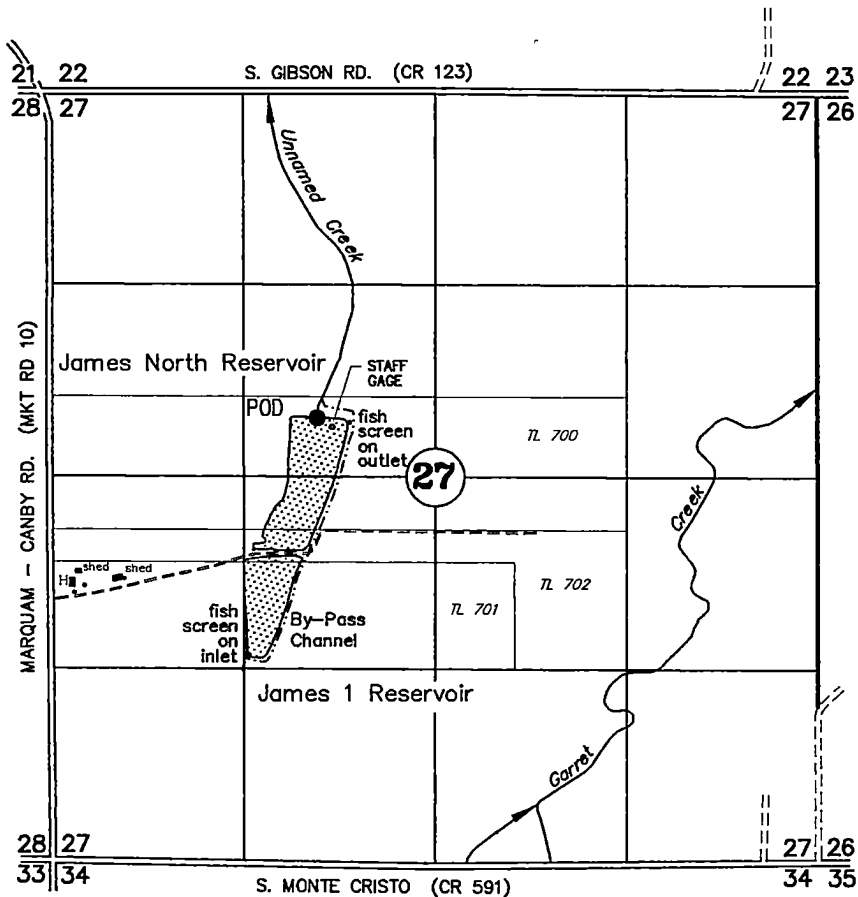 S. GIBSON RD. (CR 123)
21 22
28 27
22 23
27 26
Unnamed Creek
MARQUAM - CANBY RD. (MKT RD 10)
James North Reservoir
STAFF
GAGE
POD
fish
screen
on
outlet
TL 700
27
Creek
shed
shed
H
TL 701
TL 702
fish
screen
on
inlet
By-Pass
Channel
James 1 Reservoir
Garret
28 27
33 34
27 26
34 35
S. MONTE CRISTO (CR 591)